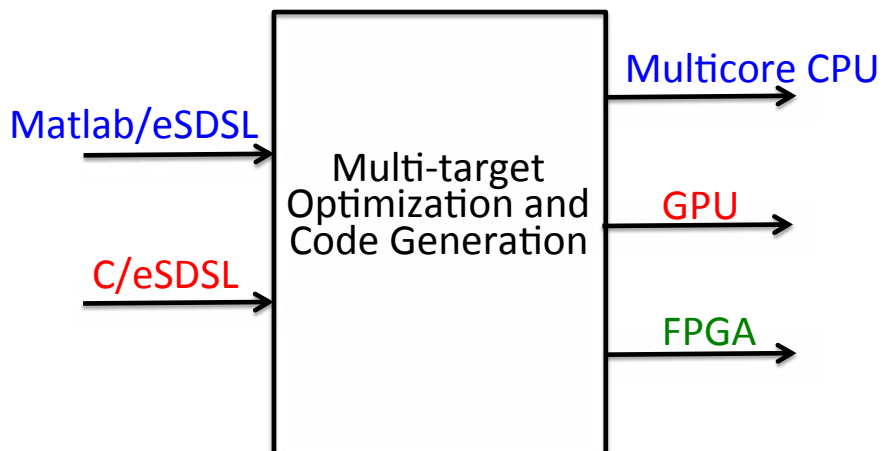 Matlab/eSDSL
C/eSDSL
Multi-target
Optimization and
Code Generation
Multicore CPU
GPU
FPGA